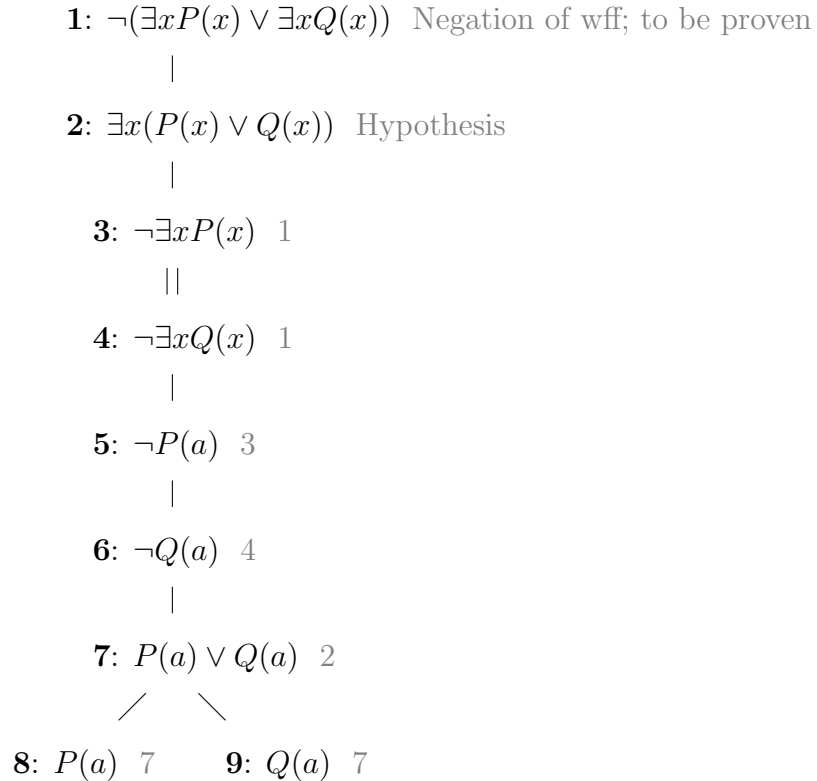 1: ¬(∃xP(x) ∨ ∃xQ(x)) Negation of wff; to be proven
2: ∃x(P(x) ∨ Q(x)) Hypothesis
3: ¬∃xP(x) 1
4: ¬∃xQ(x) 1
5: ¬P(a) 3
6: ¬Q(a) 4
7: P(a) ∨ Q(a) 2
8: P(a) 7 9: Q(a) 7